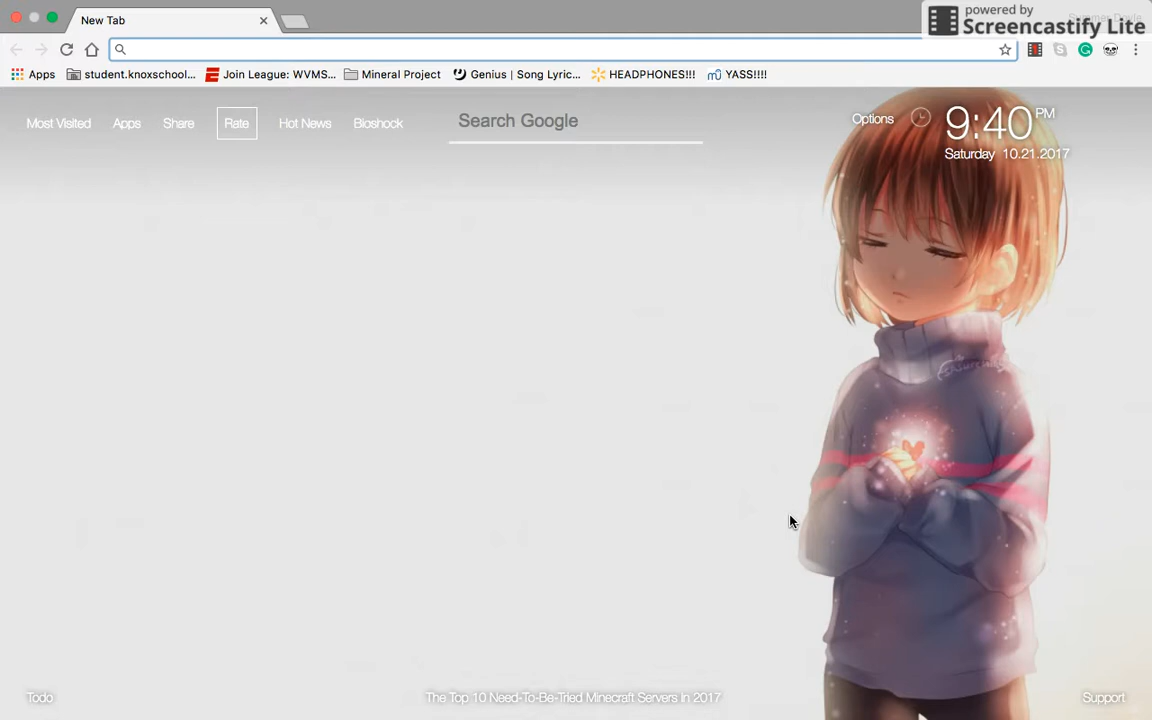 New Tab
powered by
Screencastify Lite
Apps student.knoxschool... Join League: WVMS... Mineral Project Genius | Song Lyric... HEADPHONES!!! YASS!!!!
Most Visited Apps Share Rate Hot News Bioshock Search Google Options 9:40 PM
Saturday 10.21.2017
Todo The Top 10 Need-To-Be-Tried Minecraft Servers In 2017 Support